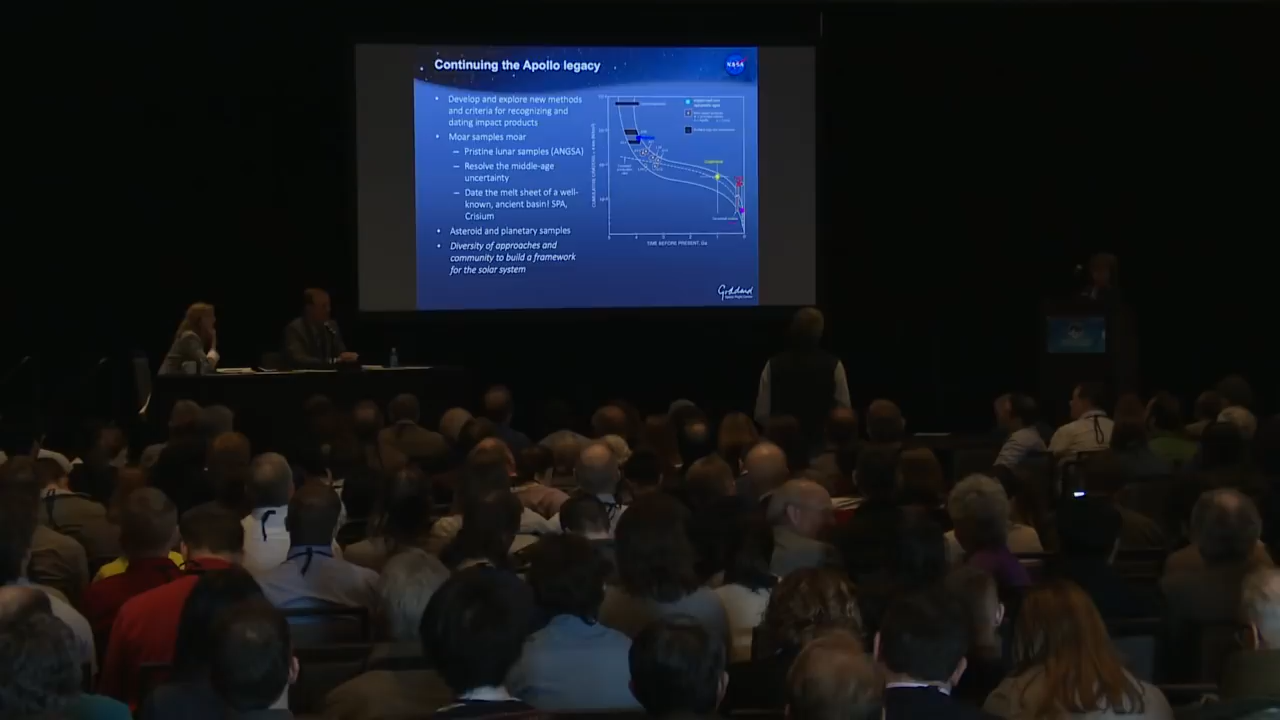 Continuing the Apollo legacy
NASA
• Develop and explore new methods
and criteria for recognizing and
dating impact products
• Moar samples moar
– Pristine lunar samples (ANGSA)
– Resolve the middle-age
uncertainty
– Date the melt sheet of a well-
known, ancient basin! SPA,
Crisium
• Asteroid and planetary samples
• Diversity of approaches and
community to build a framework
for the solar system
TIME BEFORE PRESENT, Ga
Goddard